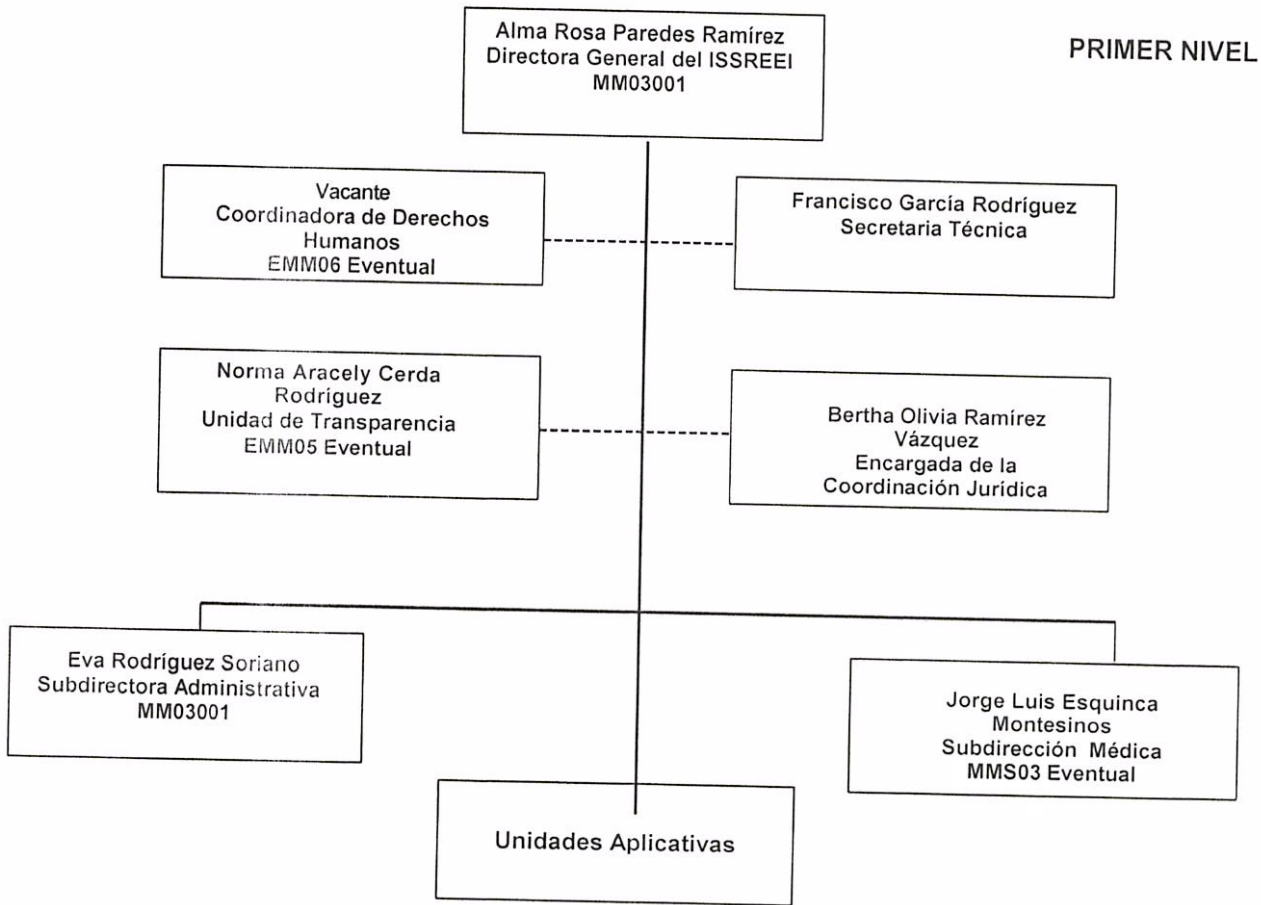 Alma Rosa Paredes Ramírez
Directora General del ISSREEI
MM03001
PRIMER NIVEL
Vacante
Coordinadora de Derechos
Humanos
EMM06 Eventual
Francisco García Rodríguez
Secretaria Técnica
Norma Aracely Cerda
Rodríguez
Unidad de Transparencia
EMM05 Eventual
Bertha Olivia Ramírez
Vázquez
Encargada de la
Coordinación Jurídica
Eva Rodríguez Soriano
Subdirectora Administrativa
MM03001
Jorge Luis Esquinca
Montesinos
Subdirección Médica
MMS03 Eventual
Unidades Aplicativas